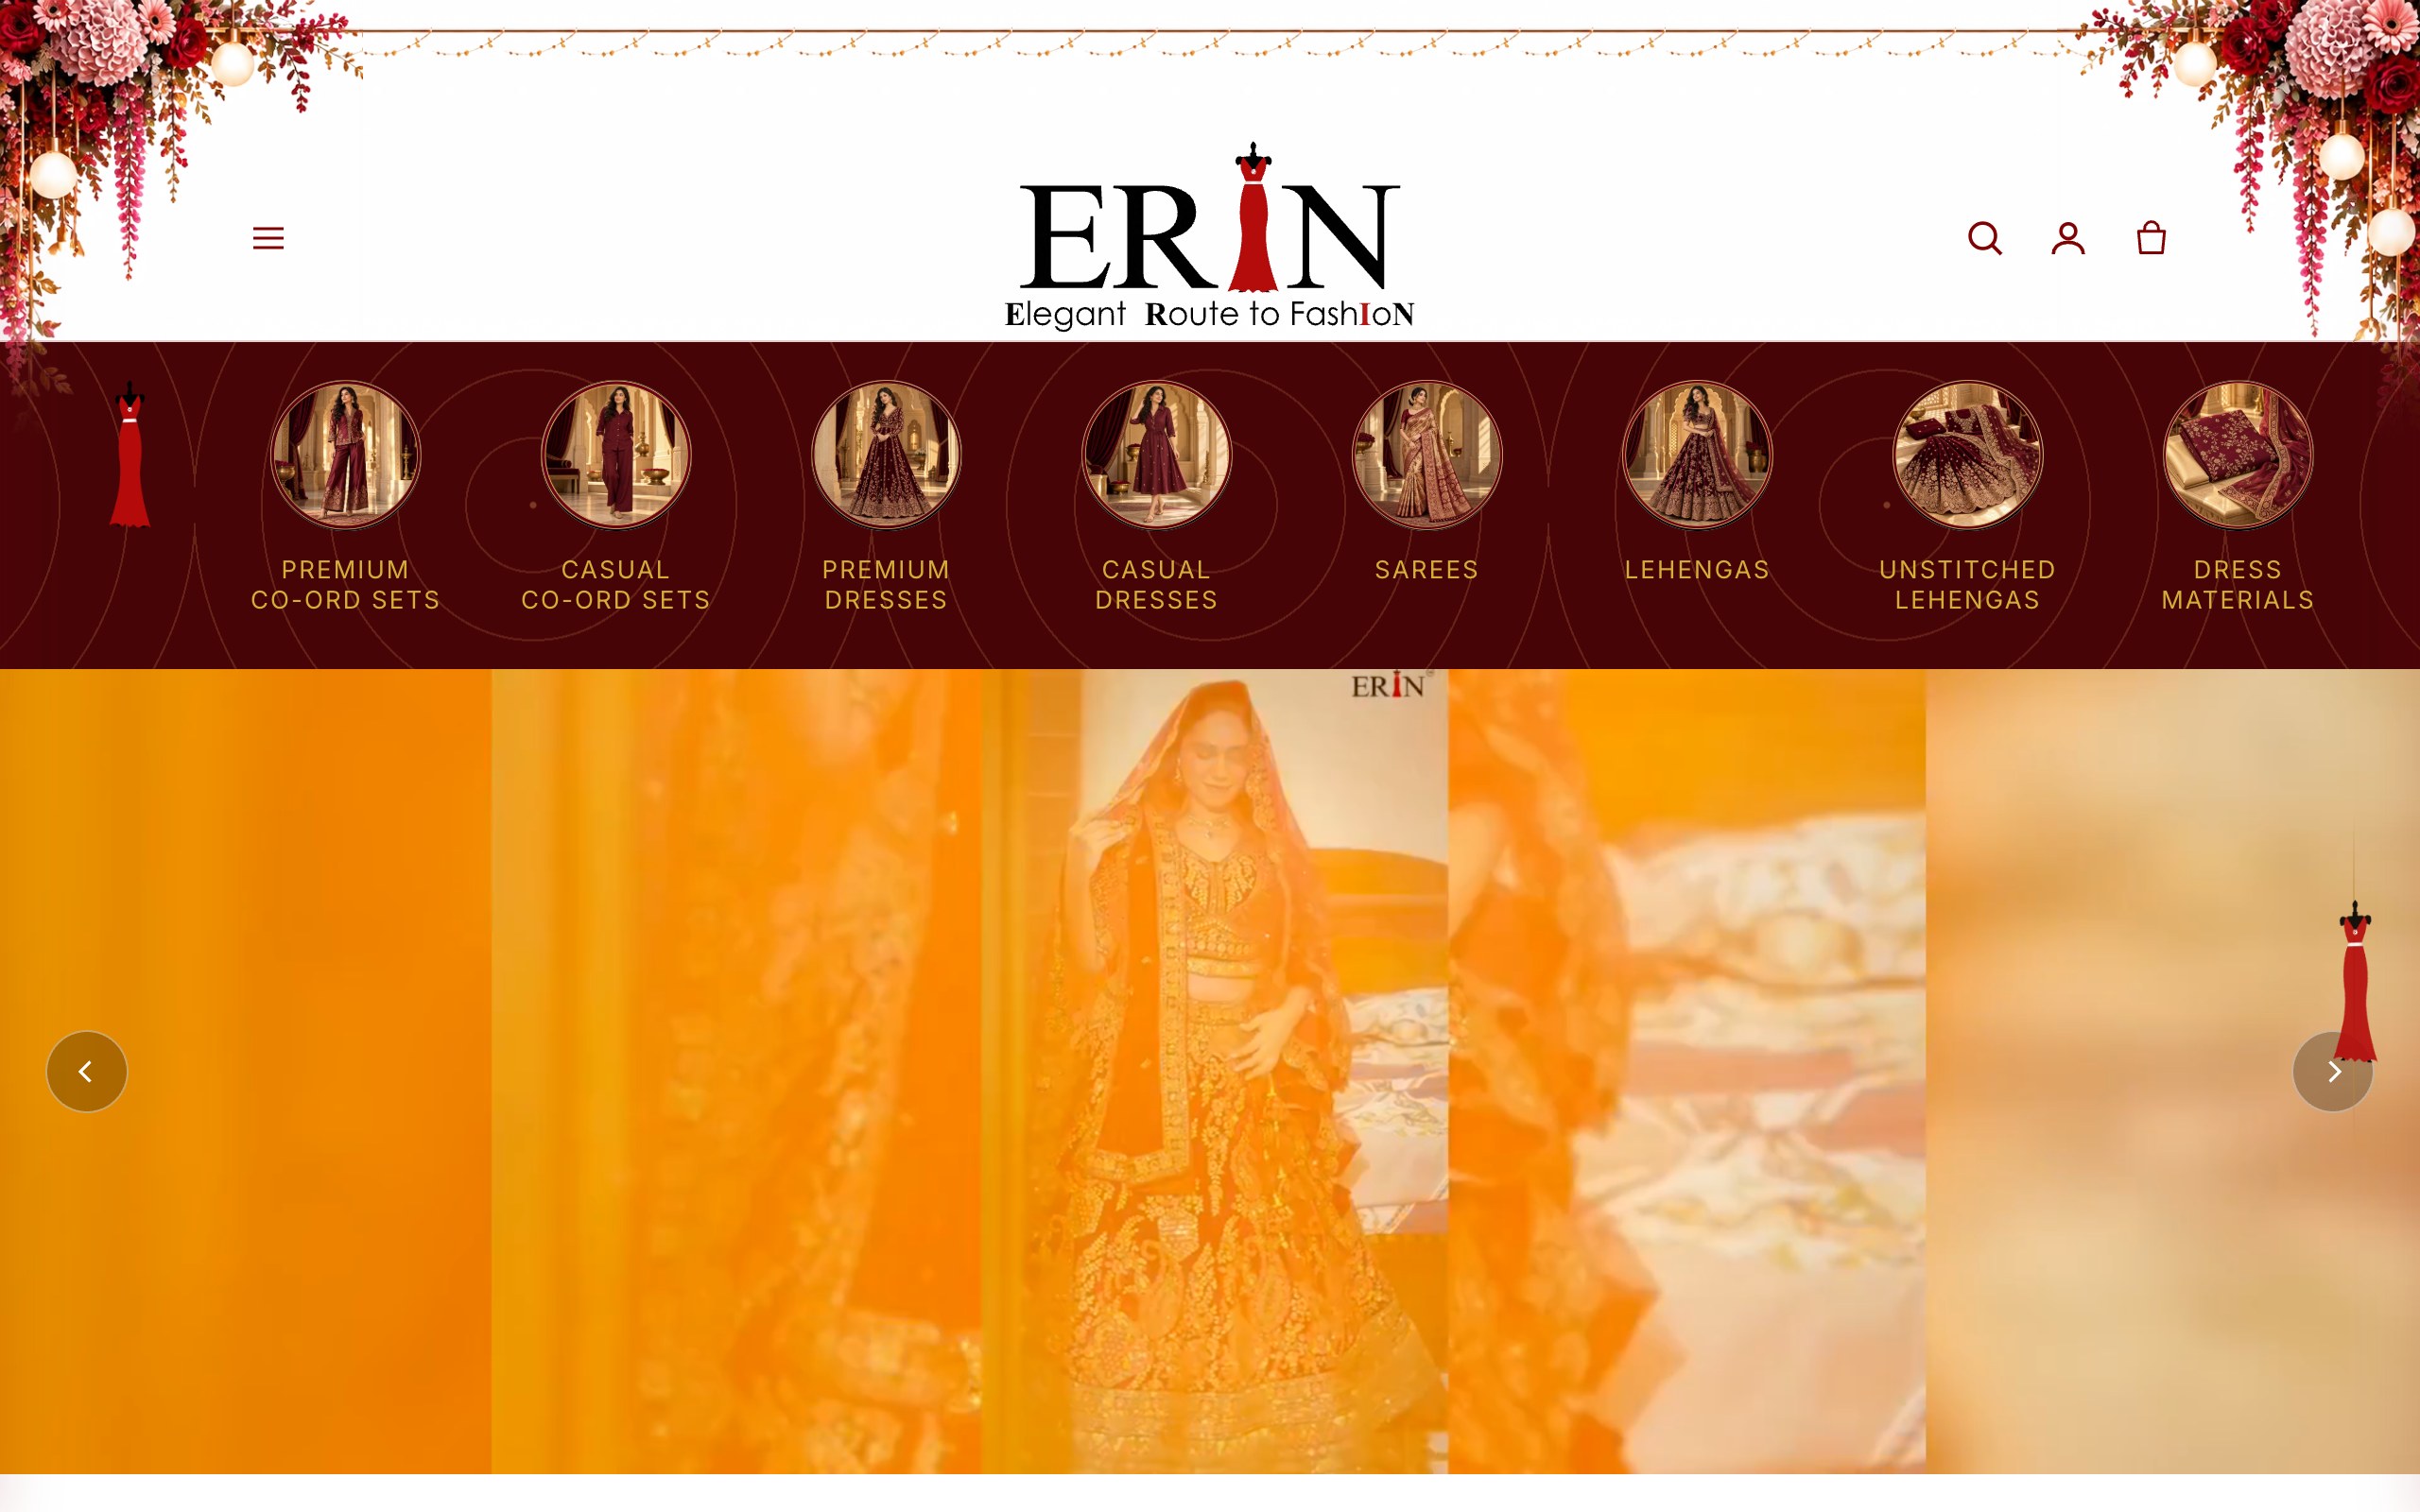 ERIN
Elegant Route to FashIoN
PREMIUM
CO-ORD SETS
CASUAL
CO-ORD SETS
PREMIUM
DRESSES
CASUAL
DRESSES
SAREES
LEHENGAS
UNSTITCHED
LEHENGAS
DRESS
MATERIALS
ERIN